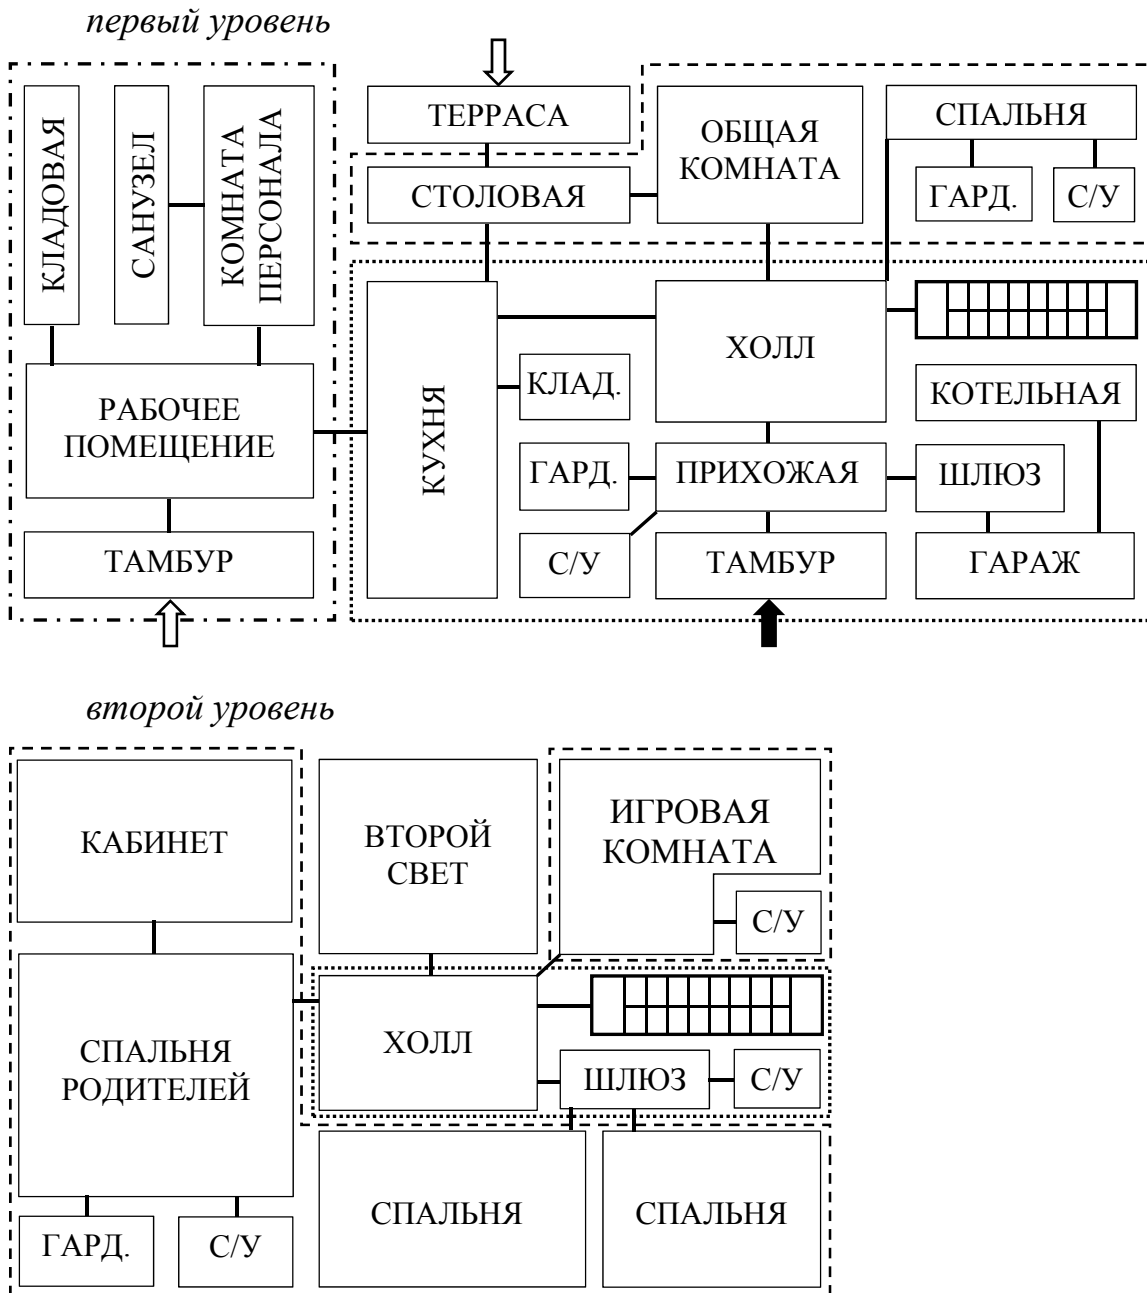 первый уровень
КЛАДОВАЯ
САНУЗЕЛ
КОМНАТА
ПЕРСОНАЛА
ТЕРРАСА
ОБЩАЯ
КОМНАТА
СПАЛЬНЯ
ГАРД.
С/У
СТОЛОВАЯ
РАБОЧЕЕ
ПОМЕЩЕНИЕ
ТАМБУР
КУХНЯ
ХОЛЛ
КЛАД.
КОТЕЛЬНАЯ
ГАРД.
ПРИХОЖАЯ
ШЛЮЗ
С/У
ТАМБУР
ГАРАЖ
второй уровень
КАБИНЕТ
ВТОРОЙ
СВЕТ
ИГРОВАЯ
КОМНАТА
С/У
СПАЛЬНЯ
РОДИТЕЛЕЙ
ХОЛЛ
ШЛЮЗ
С/У
ГАРД.
С/У
СПАЛЬНЯ
СПАЛЬНЯ